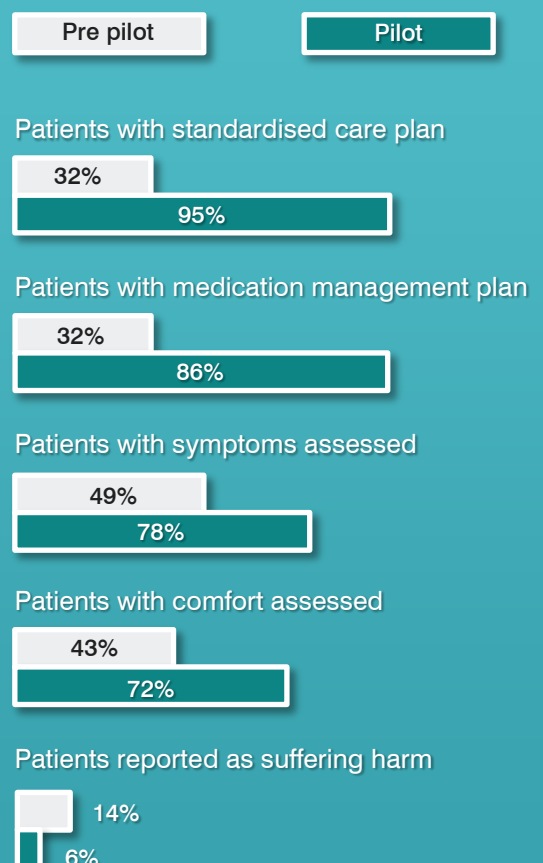 Pre pilot
Pilot
Patients with standardised care plan
32%
95%
Patients with medication management plan
32%
86%
Patients with symptoms assessed
49%
78%
Patients with comfort assessed
43%
72%
Patients reported as suffering harm
14%
6%